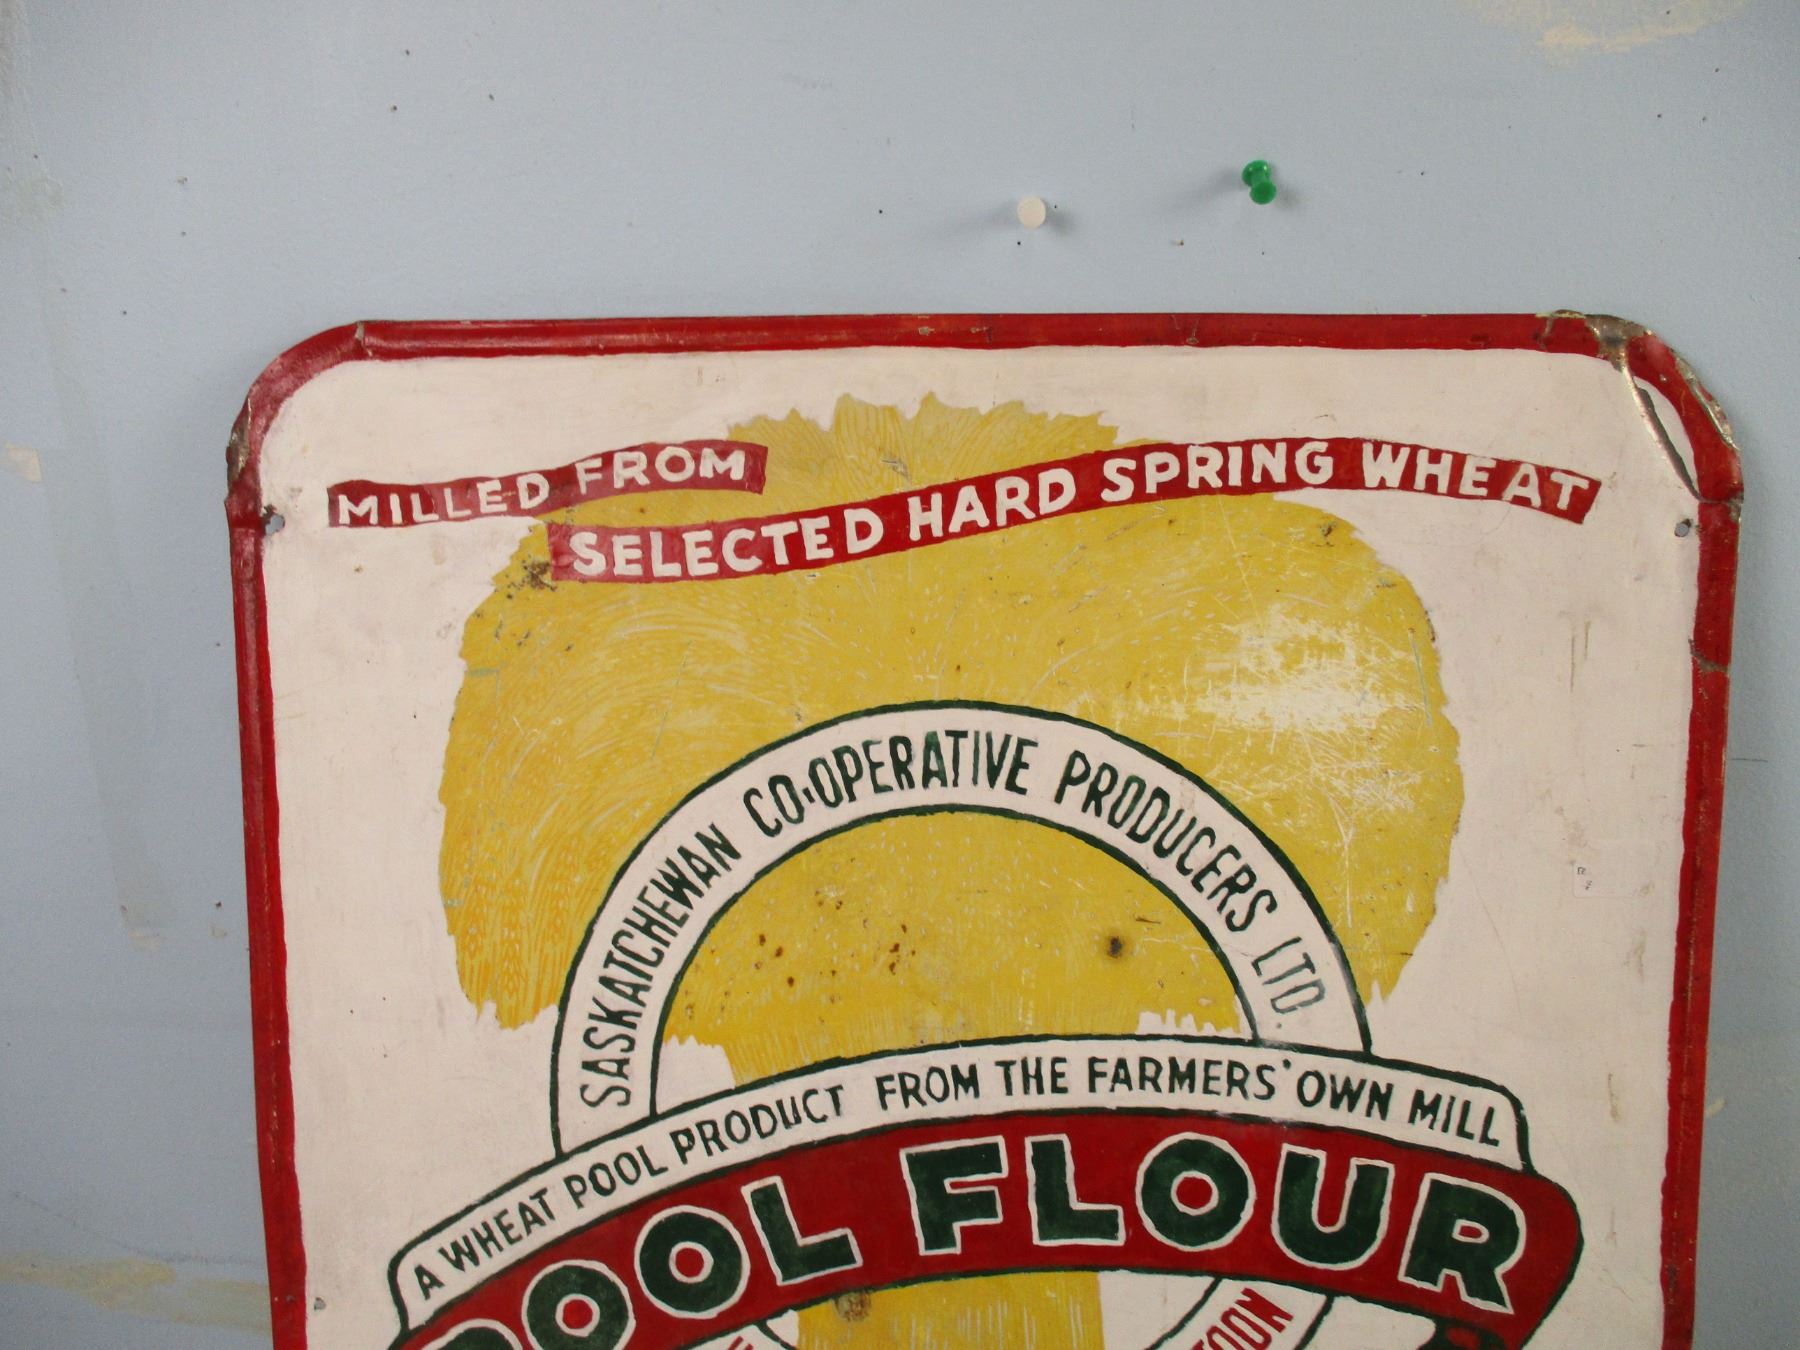 MILLED FROM
SELECTED HARD SPRING WHEAT
SASKATCHEWAN CO-OPERATIVE PRODUCERS LTD.
A WHEAT POOL PRODUCT FROM THE FARMERS' OWN MILL
POOL FLOUR